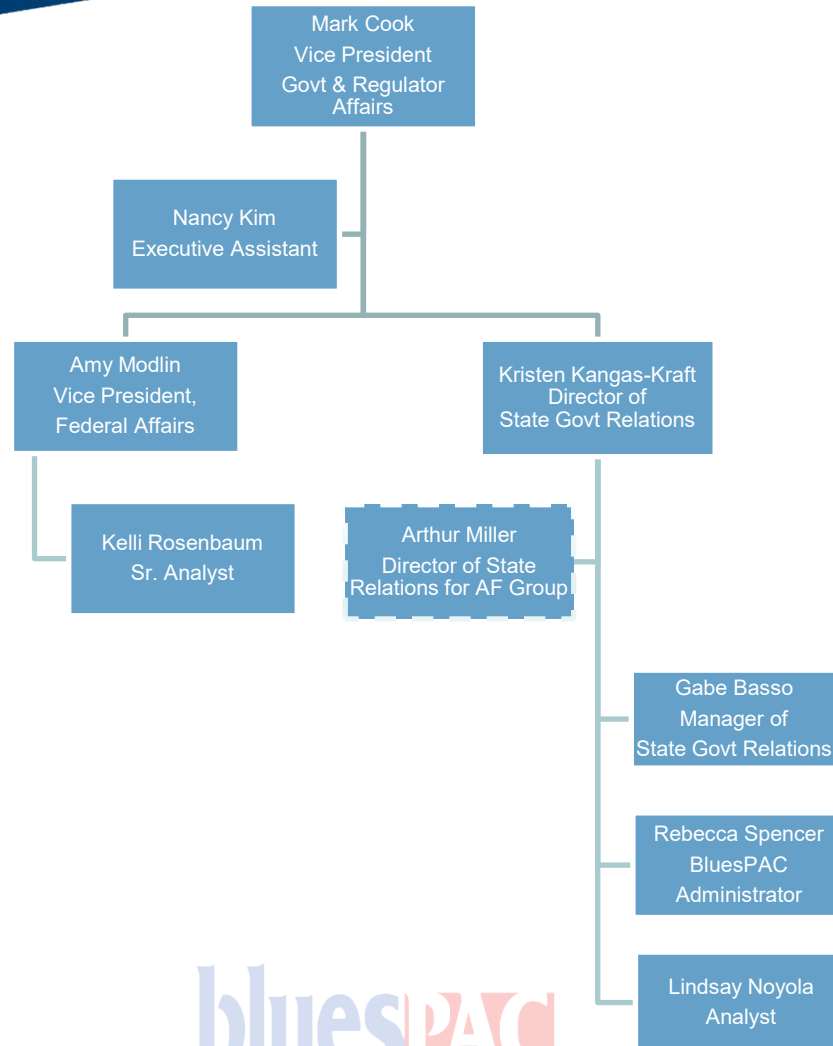 Mark Cook
Vice President
Govt & Regulator
Affairs
Nancy Kim
Executive Assistant
Amy Modlin
Vice President,
Federal Affairs
Kristen Kangas-Kraft
Director of
State Govt Relations
Kelli Rosenbaum
Sr. Analyst
Arthur Miller
Director of State
Relations for AF Group
Gabe Basso
Manager of
State Govt Relations
Rebecca Spencer
BluesPAC
Administrator
Lindsay Noyola
Analyst
bluesPAC